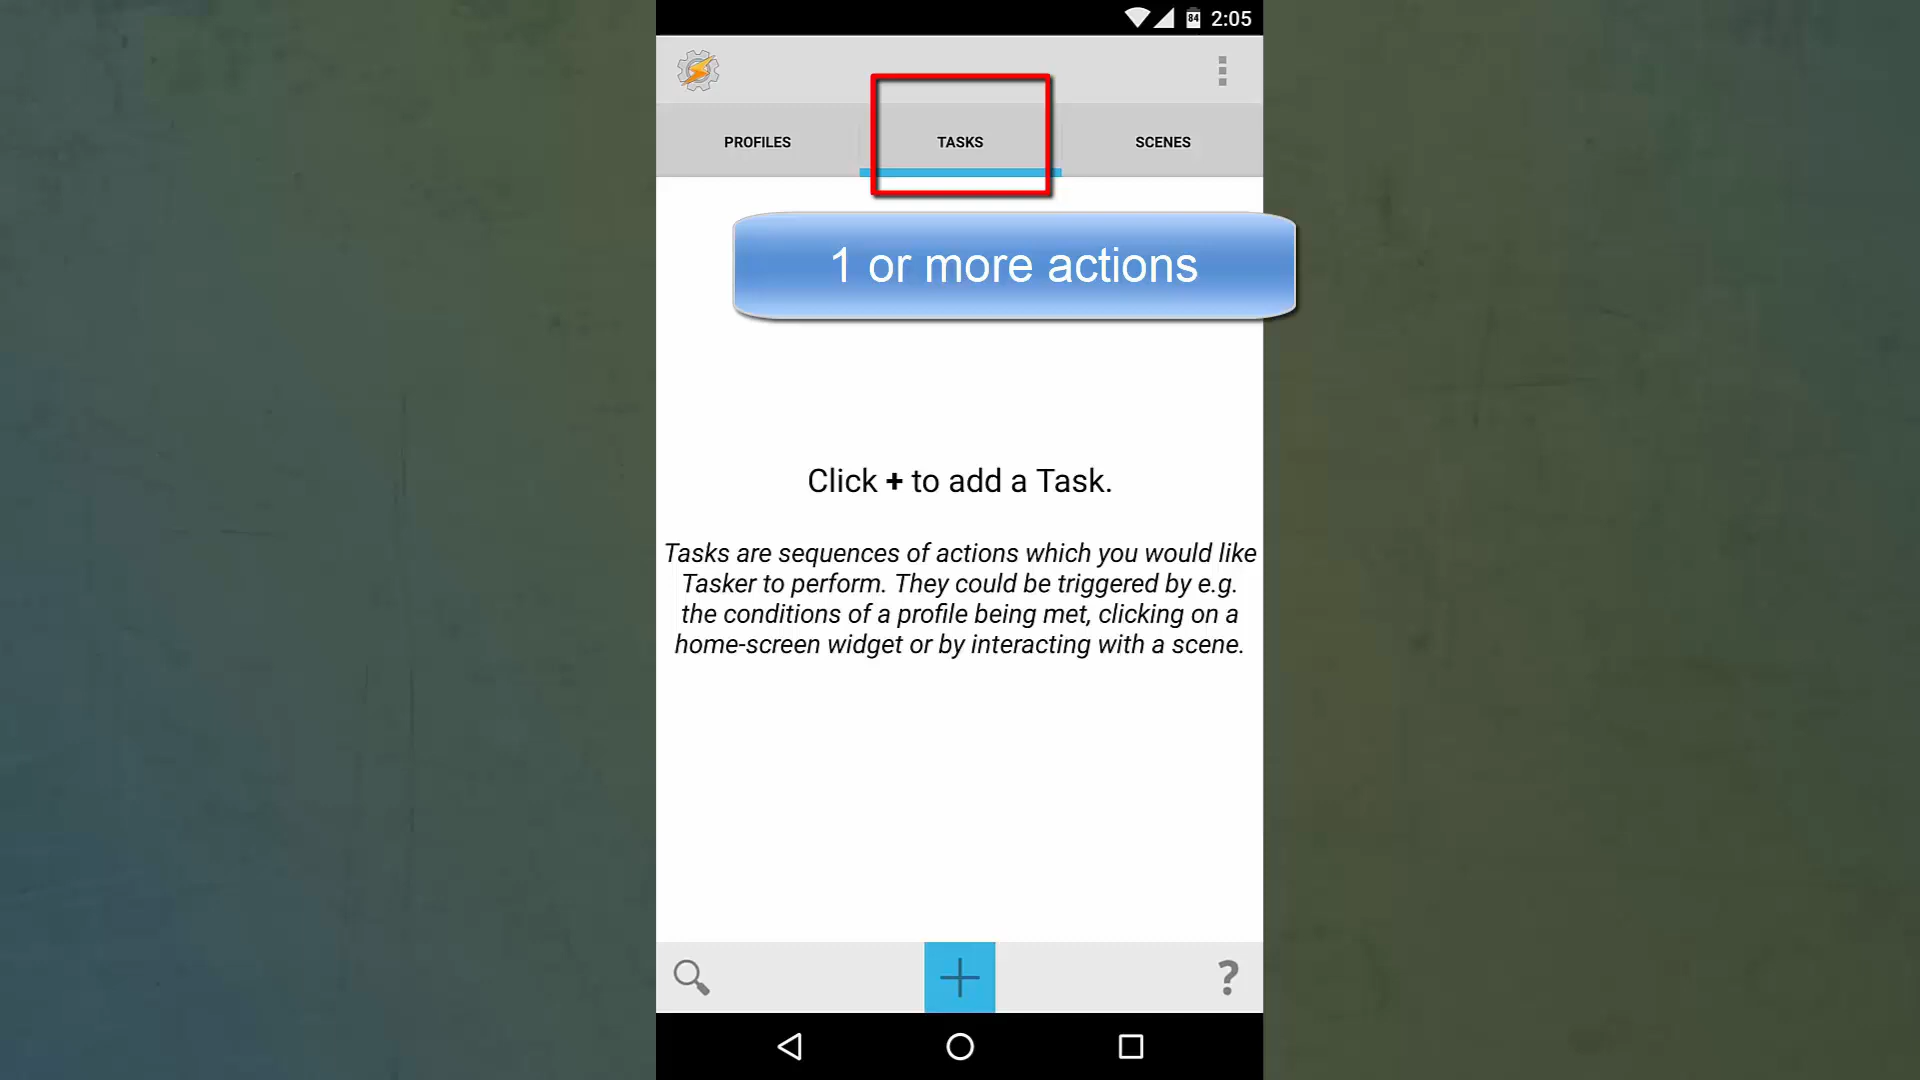 84 2:05
PROFILES TASKS SCENES
1 or more actions
Click + to add a Task.
Tasks are sequences of actions which you would like
Tasker to perform. They could be triggered by e.g.
the conditions of a profile being met, clicking on a
home-screen widget or by interacting with a scene.
?